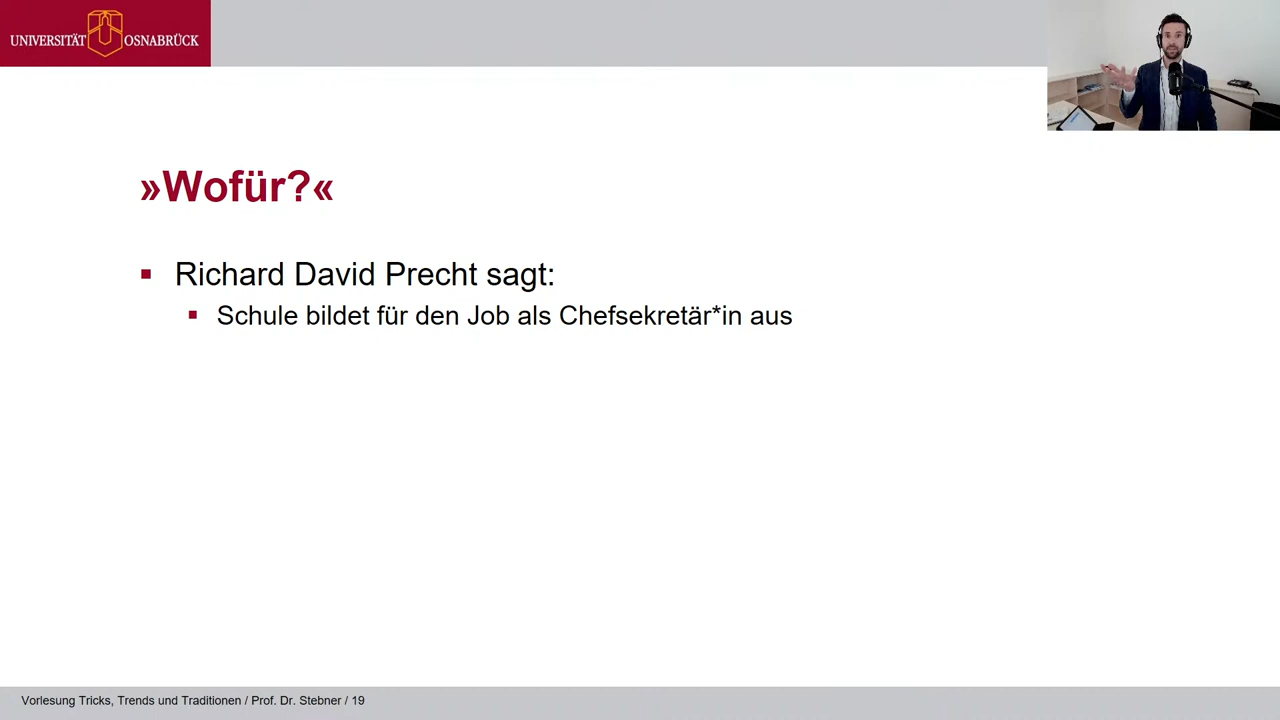 UNIVERSITÄT OSNABRÜCK
»Wofür?«
Richard David Precht sagt:
Schule bildet für den Job als Chefsekretär*in aus
Vorlesung Tricks, Trends und Traditionen / Prof. Dr. Stebner / 19